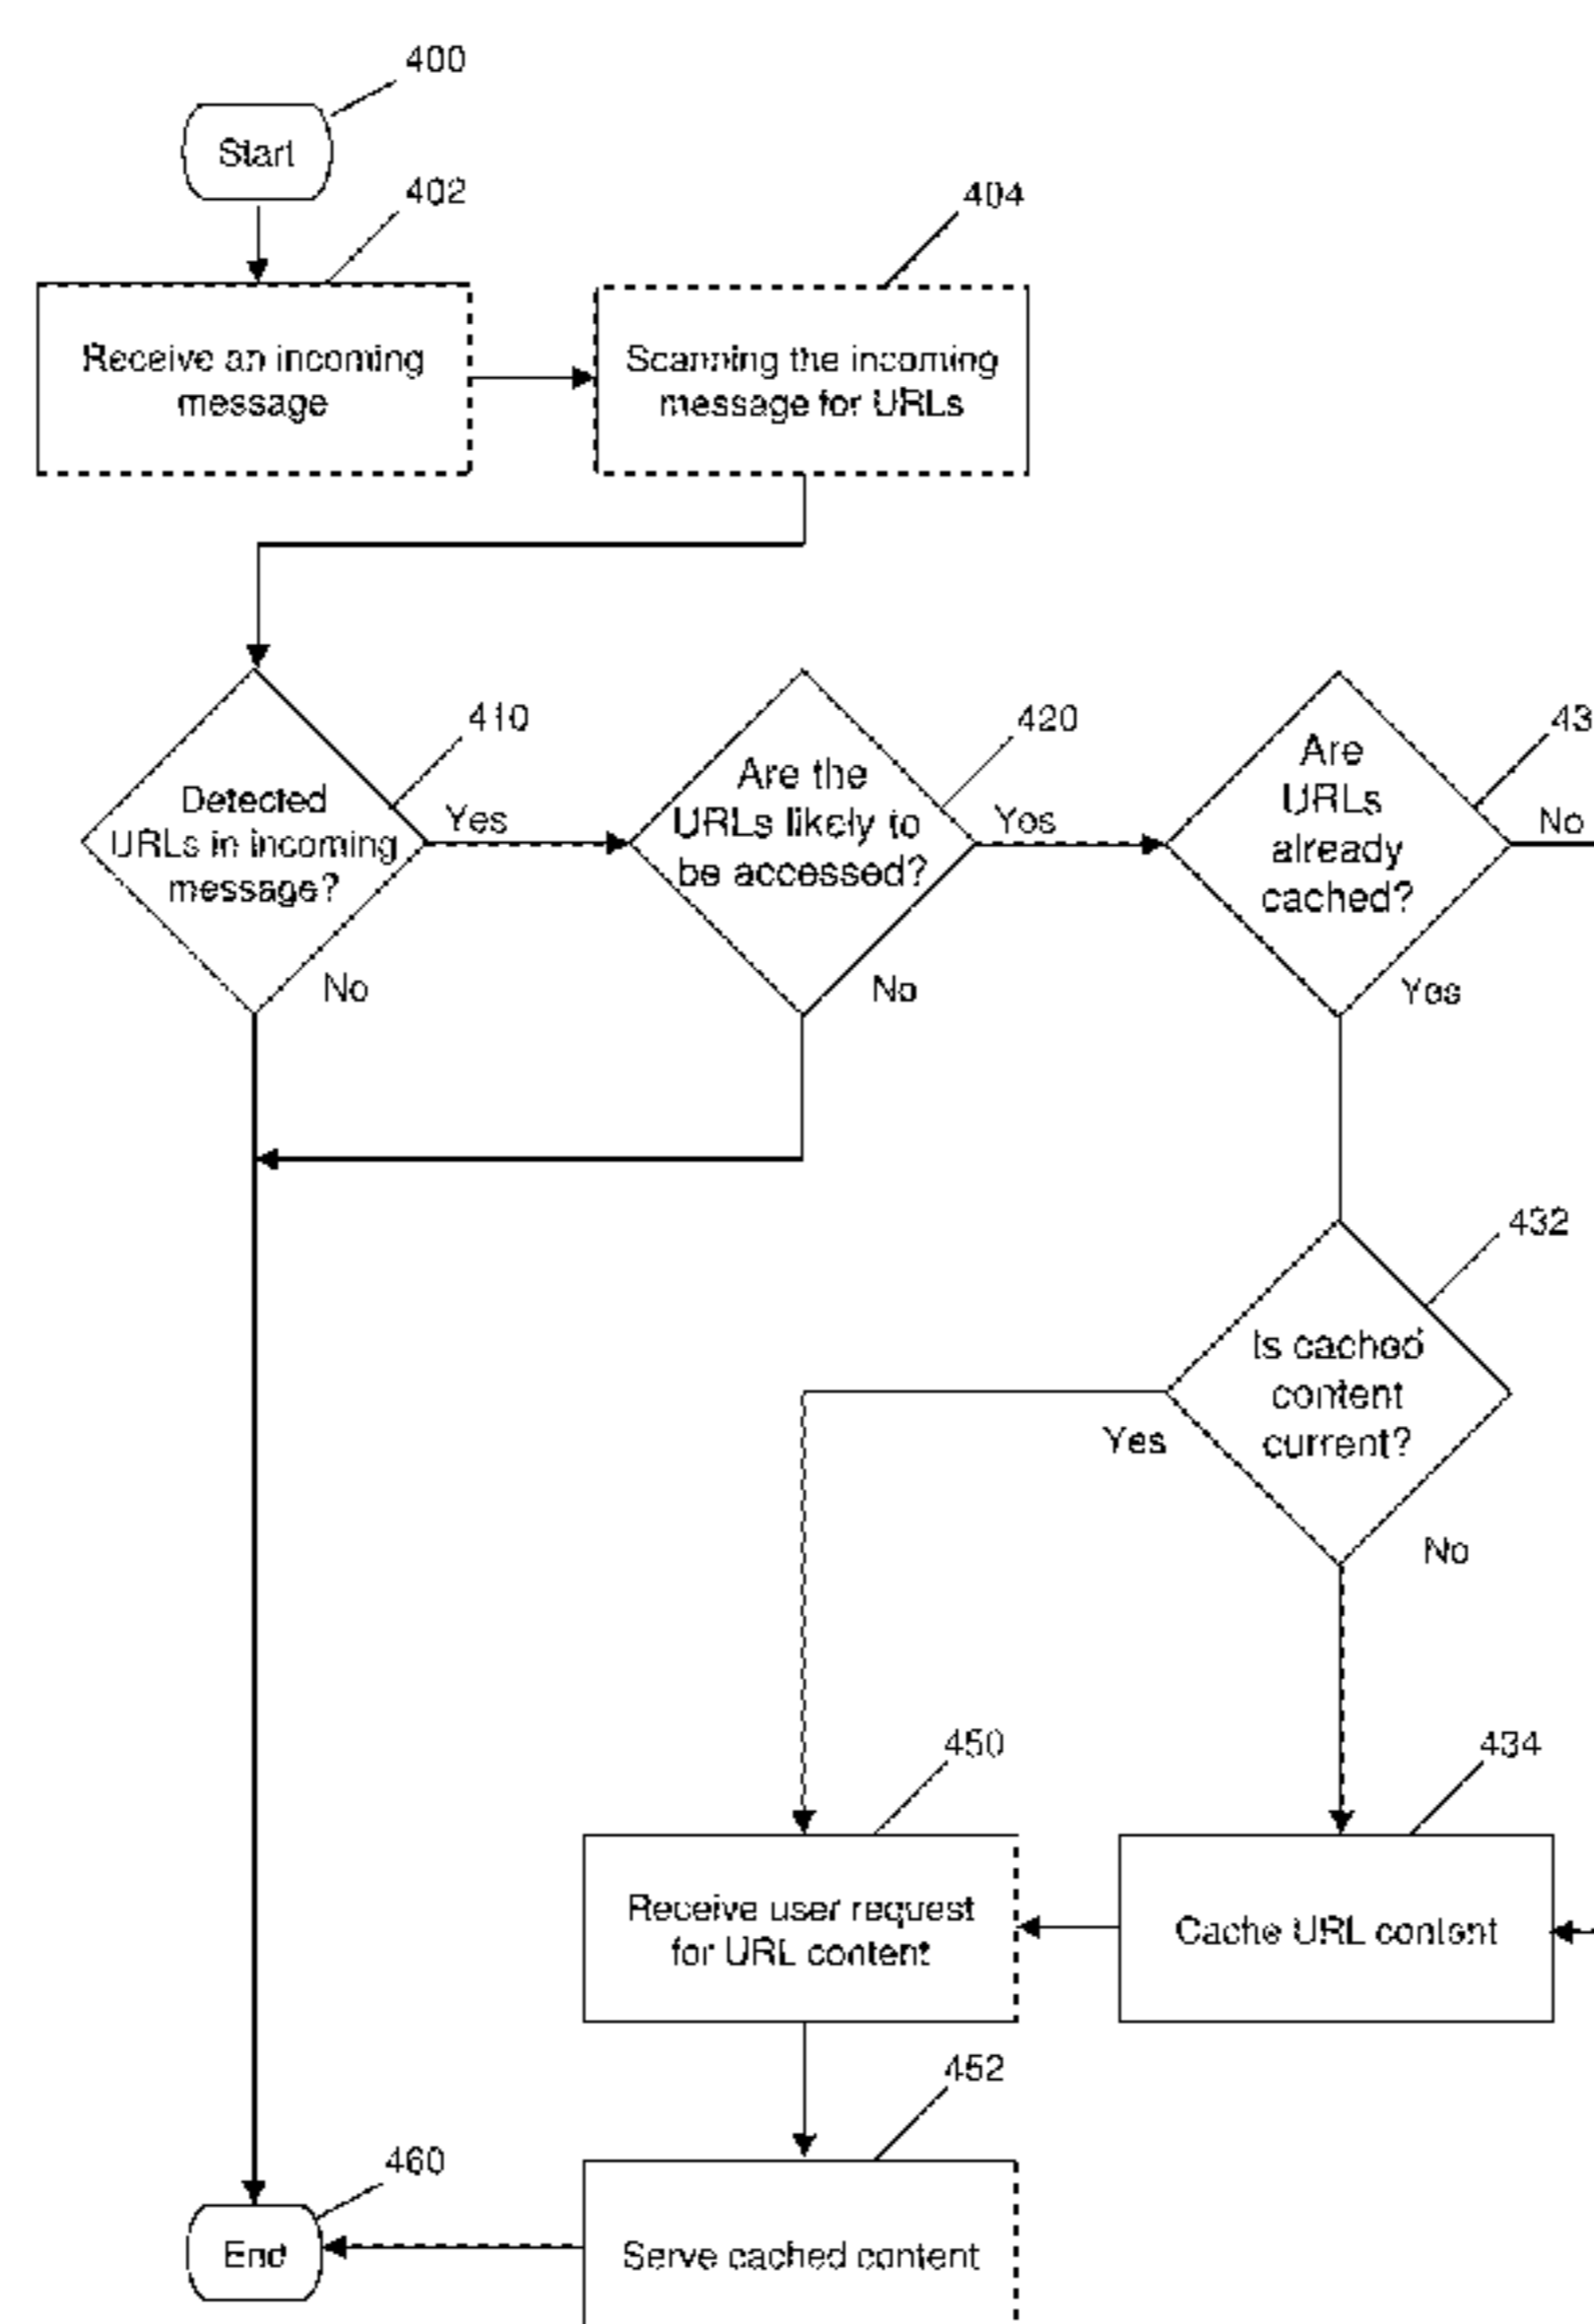 400
Start
402
404
Receive an incoming
message
Scanning the incoming
message for URLs
410
420
43
Detected
URLs in incoming
message?
Yes
Are the
URLs likely to
be accessed?
Yes
Are
URLs
already
cached?
No
No
No
Yes
432
Is cached
content
current?
Yes
No
450
434
Receive user request
for URL content
Cache URL content
452
460
End
Serve cached content